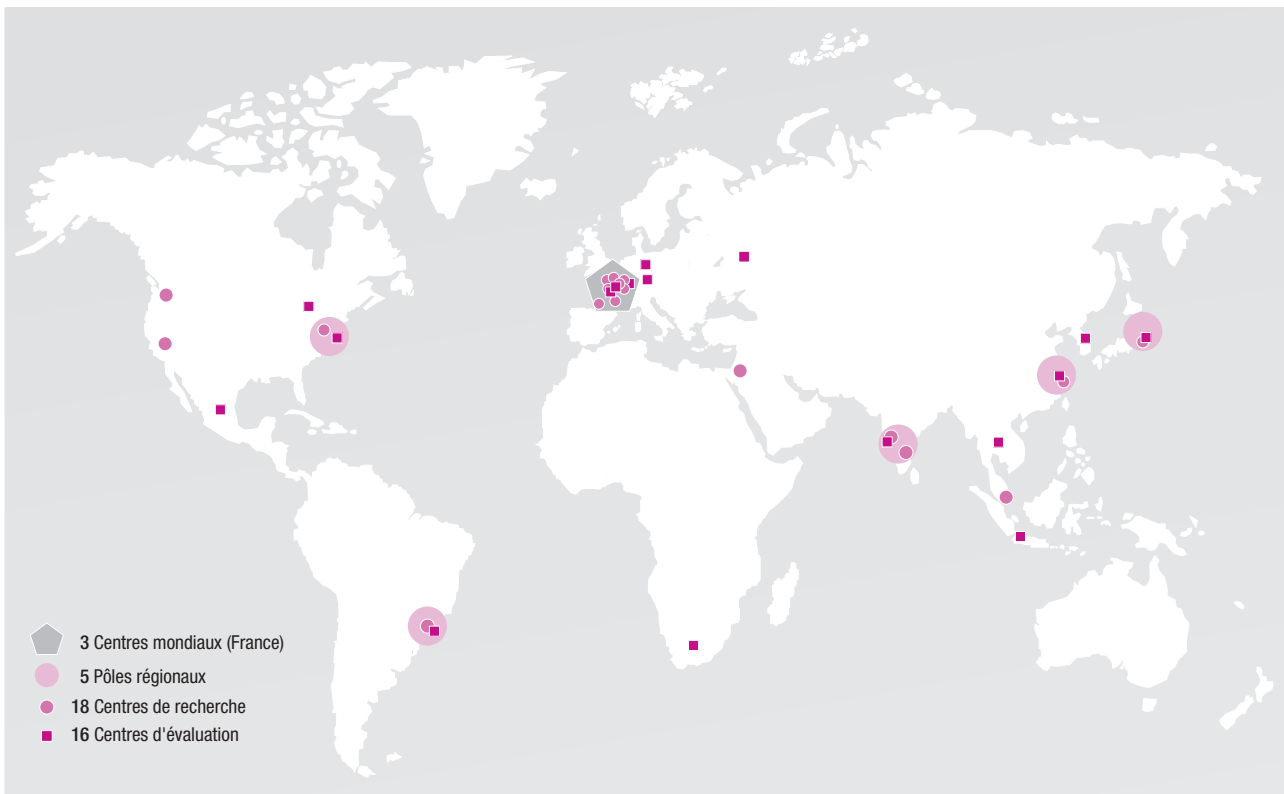 3 Centres mondiaux (France)
5 Pôles régionaux
18 Centres de recherche
16 Centres d'évaluation